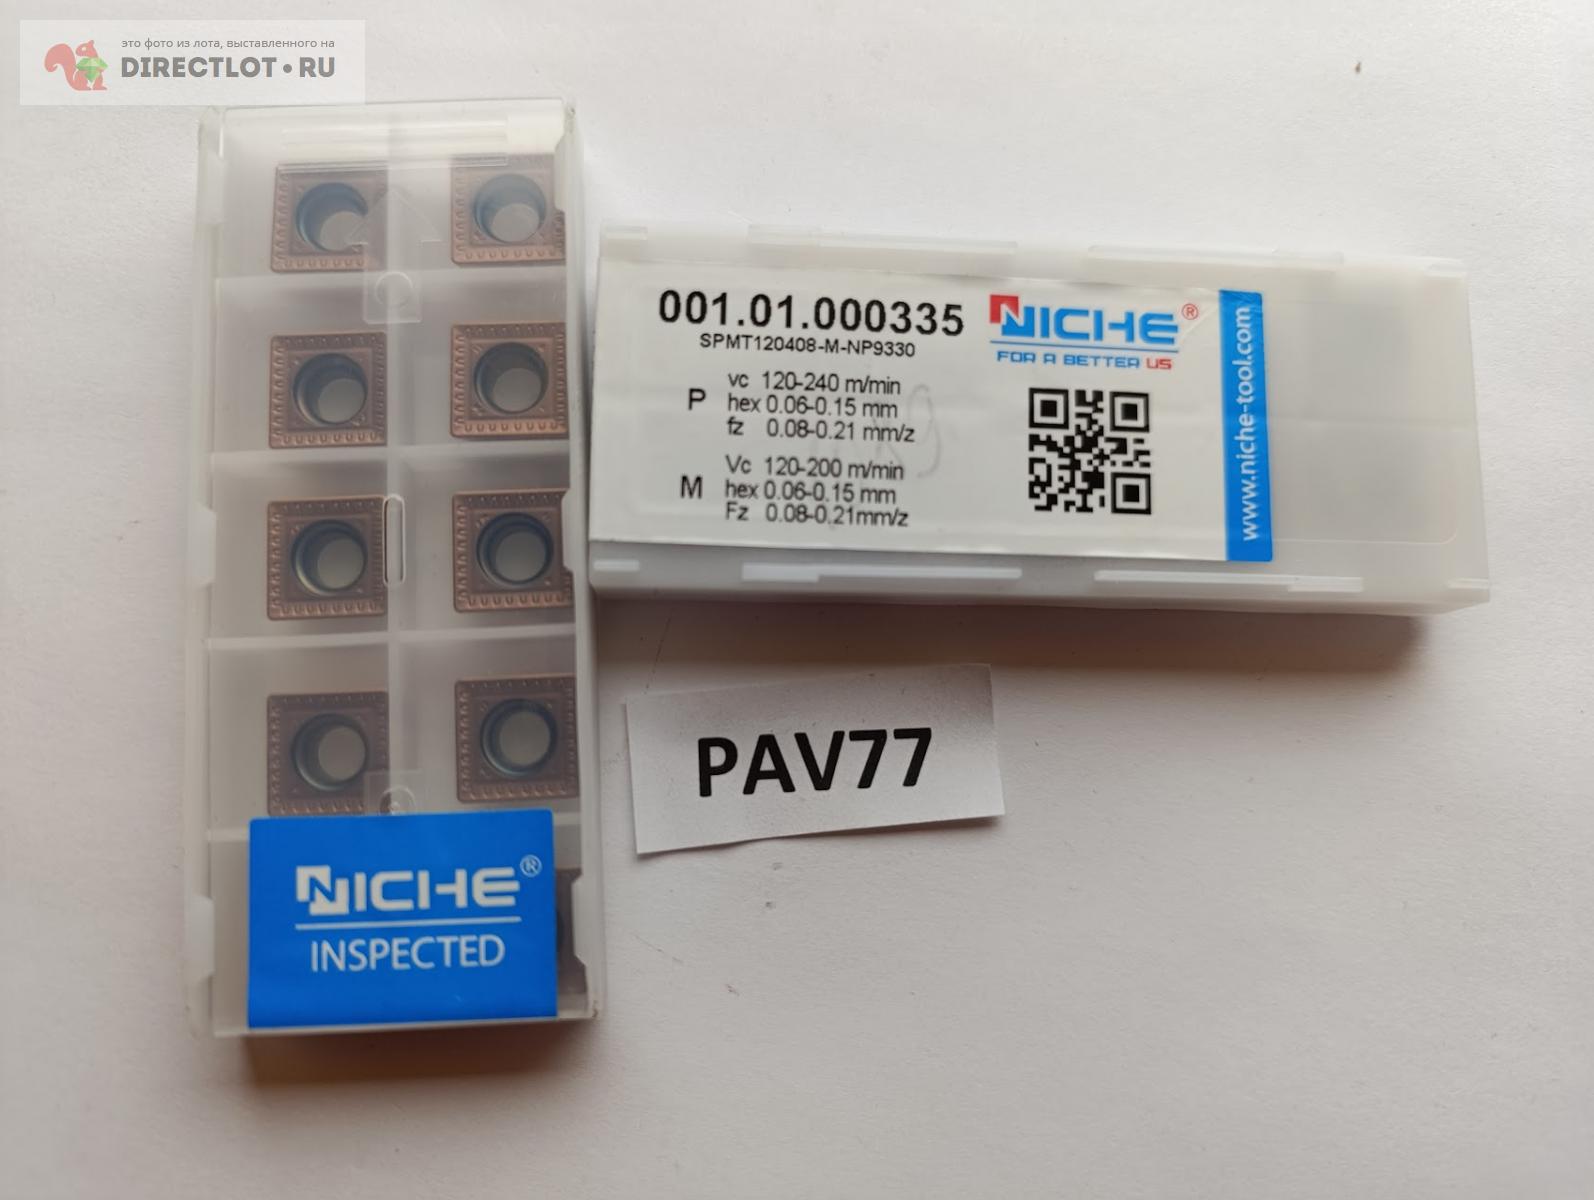 это фото из лота, выставленного на
DIRECTLOT•RU
001.01.000335
SPMT120408-M-NP9330
NICHE®
FOR A BETTER US
P
vc 120-240 m/min
hex 0.06-0.15 mm
fz 0.08-0.21 mm/z
M
Vc 120-200 m/min
hex 0.06-0.15 mm
Fz 0.08-0.21mm/z
www.niche-tool.com
PAV77
NICHE®
INSPECTED